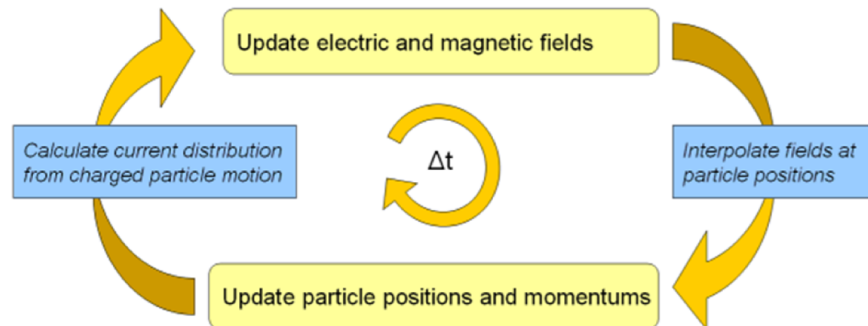 Update electric and magnetic fields
Calculate current distribution
from charged particle motion
Δt
Interpolate fields at
particle positions
Update particle positions and momentums